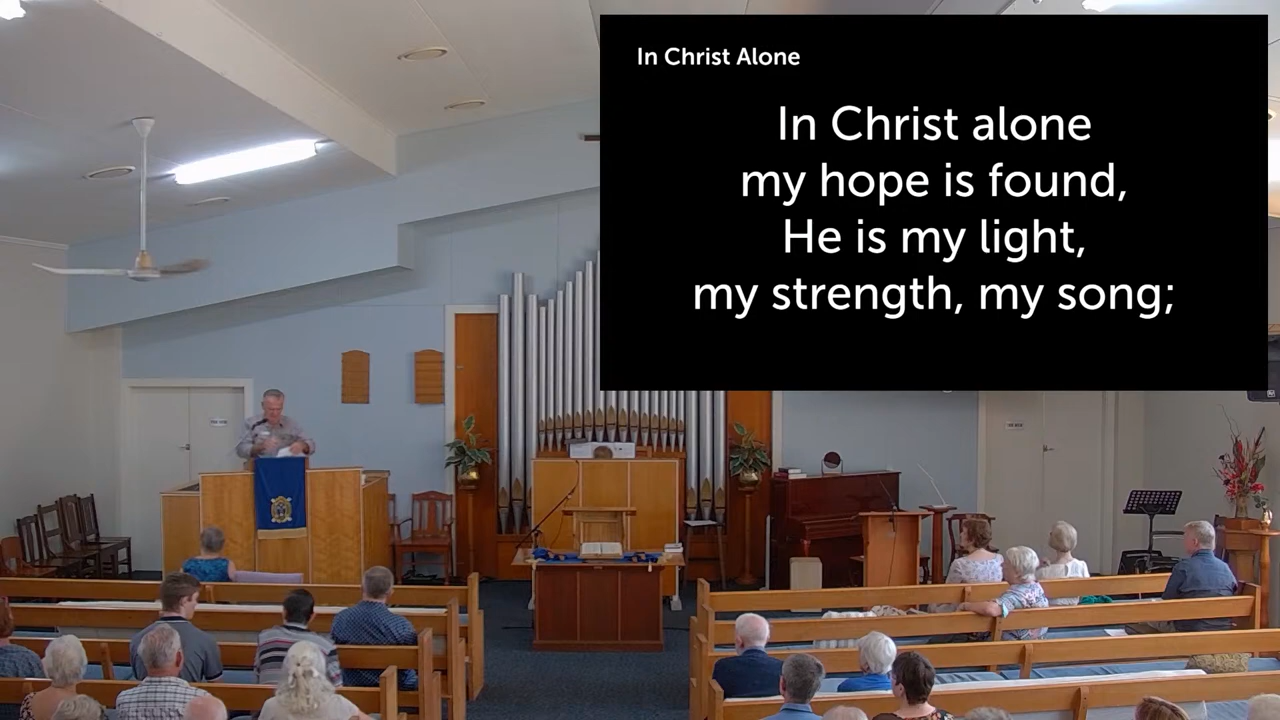 In Christ Alone
In Christ alone
my hope is found,
He is my light,
my strength, my song;